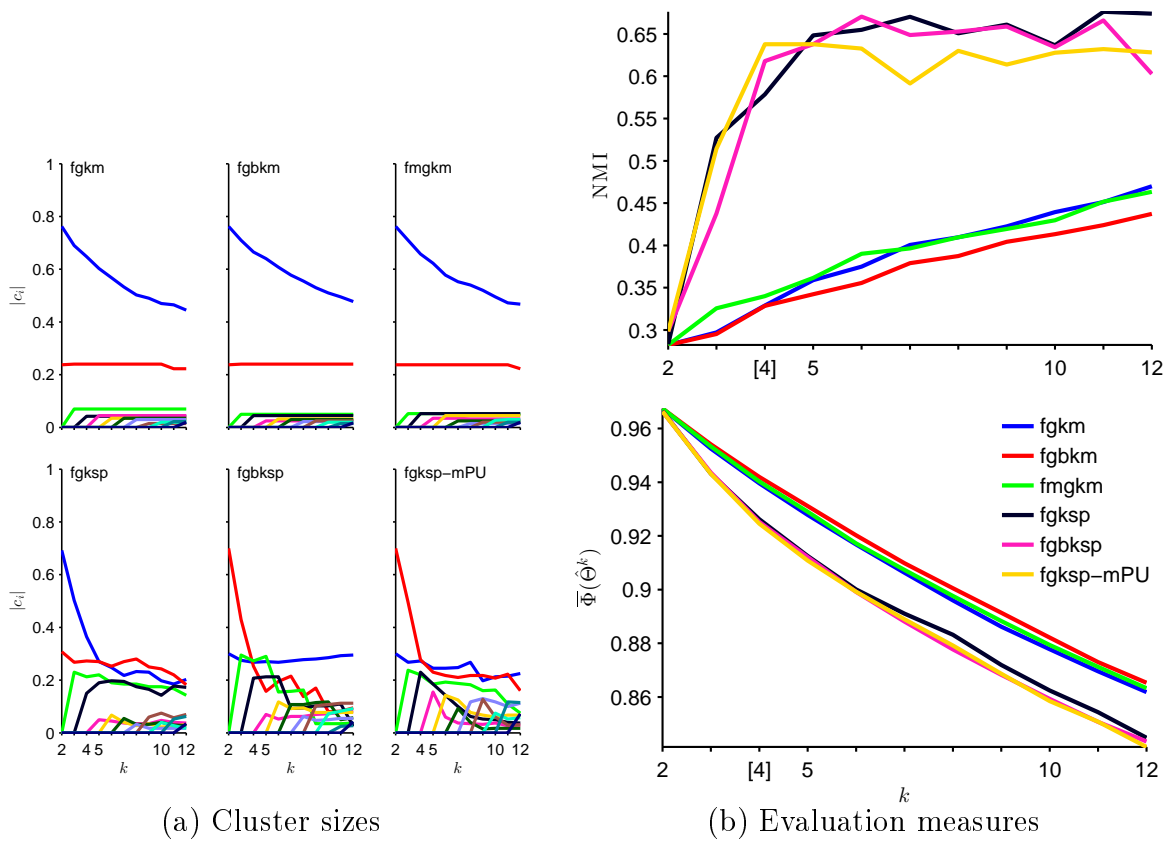 fgkm fgbkm fmgkm
1
0.8
0.6
0.4
0.2
0
|c_i|
fgksp fgbksp fgksp−mPU
1
0.8
0.6
0.4
0.2
0
|c_i|
2 4 5 10 12 2 4 5 10 12 2 4 5 10 12
k k k
(a) Cluster sizes
0.65
0.6
0.55
0.5
0.45
0.4
0.35
0.3
NMI
2 [4] 5 10 12
0.96
0.94
0.92
0.9
0.88
0.86
Φ̅(Θ̂^k)
fgkm
fgbkm
fmgkm
fgksp
fgbksp
fgksp−mPU
2 [4] 5 10 12
k
(b) Evaluation measures